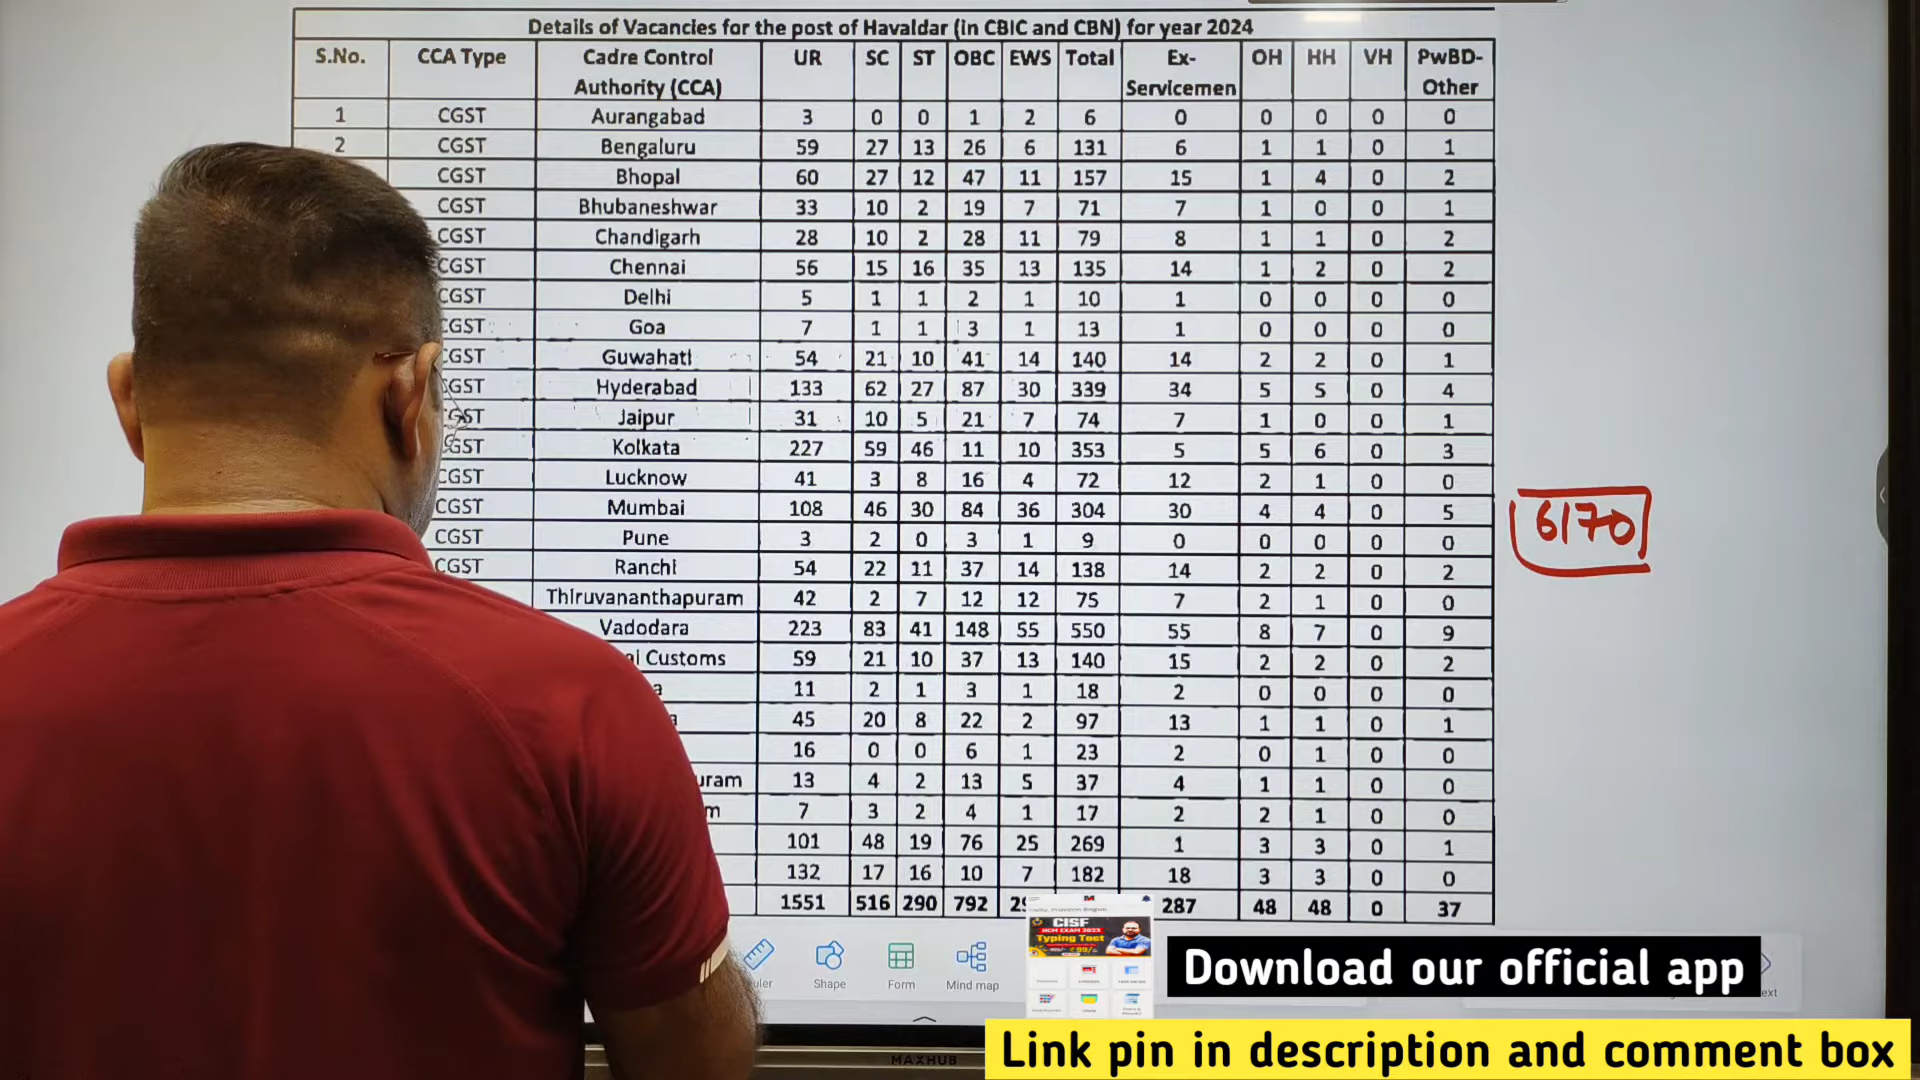 Details of Vacancies for the post of Havaldar (in CBIC and CBN) for year 2024
S.No. CCA Type Cadre Control Authority (CCA) UR SC ST OBC EWS Total Ex-Servicemen OH HH VH PwBD-Other
1 CGST Aurangabad 3 0 0 1 2 6 0 0 0 0 0
2 CGST Bengaluru 59 27 13 26 6 131 6 1 1 0 1
CGST Bhopal 60 27 12 47 11 157 15 1 4 0 2
CGST Bhubaneshwar 33 10 2 19 7 71 7 1 0 0 1
CGST Chandigarh 28 10 2 28 11 79 8 1 1 0 2
CGST Chennai 56 15 16 35 13 135 14 1 2 0 2
CGST Delhi 5 1 1 2 1 10 1 0 0 0 0
CGST Goa 7 1 1 3 1 13 1 0 0 0 0
CGST Guwahati 54 21 10 41 14 140 14 2 2 0 1
CGST Hyderabad 133 62 27 87 30 339 34 5 5 0 4
CGST Jaipur 31 10 5 21 7 74 7 1 0 0 1
CGST Kolkata 227 59 46 11 10 353 5 5 6 0 3
CGST Lucknow 41 3 8 16 4 72 12 2 1 0 0
CGST Mumbai 108 46 30 84 36 304 30 4 4 0 5
CGST Pune 3 2 0 3 1 9 0 0 0 0 0
CGST Ranchi 54 22 11 37 14 138 14 2 2 0 2
Thiruvananthapuram 42 2 7 12 12 75 7 2 1 0 0
Vadodara 223 83 41 148 55 550 55 8 7 0 9
Customs 59 21 10 37 13 140 15 2 2 0 2
11 2 1 3 1 18 2 0 0 0 0
45 20 8 22 2 97 13 1 1 0 1
16 0 0 6 1 23 2 0 1 0 0
uram 13 4 2 13 5 37 4 1 1 0 0
m 7 3 2 4 1 17 2 2 1 0 0
101 48 19 76 25 269 1 3 3 0 1
132 17 16 10 7 182 18 3 3 0 0
1551 516 290 792 287 48 48 0 37
6170
Shape Form Mind map
CISF
HCM EXAM 2023
Typing Test
Download our official app
MAXHUB
Link pin in description and comment box